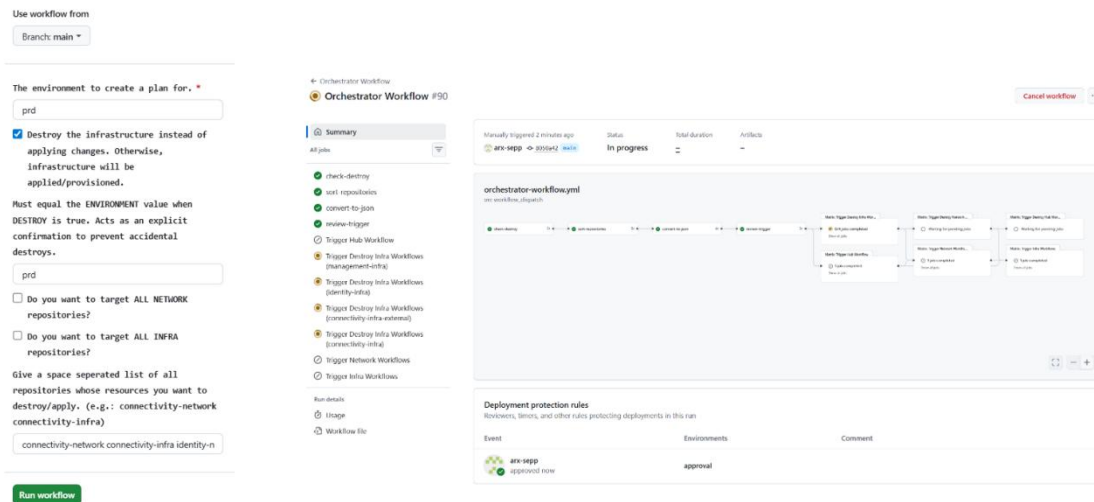 Use workflow from
Branch: main
The environment to create a plan for. *
prd
Destroy the infrastructure instead of
applying changes. Otherwise,
infrastructure will be
applied/provisioned.
Must equal the ENVIRONMENT value when
DESTROY is true. Acts as an explicit
confirmation to prevent accidental
destroys.
prd
Do you want to target ALL NETWORK
repositories?
Do you want to target ALL INFRA
repositories?
Give a space seperated list of all
repositories whose resources you want to
destroy/apply. (e.g.: connectivity-network
connectivity-infra)
connectivity-network connectivity-infra identity-n
Run workflow
Orchestrator Workflow
Orchestrator Workflow #90
Cancel workflow
Summary
All jobs
check-destroy
sort-repositories
convert-to-json
review-trigger
Trigger Hub Workflow
Trigger Destroy Infra Workflows
(management-infra)
Trigger Destroy Infra Workflows
(identity-infra)
Trigger Destroy Infra Workflows
(connectivity-infra-external)
Trigger Destroy Infra Workflows
(connectivity-infra)
Trigger Network Workflows
Trigger Infra Workflows
Run details
Usage
Workflow file
Manually triggered 2 minutes ago
Status
Total duration
Artifacts
arx-sepp
main
In progress
–
–
orchestrator-workflow.yml
on: workflow_dispatch
check-destroy
sort-repositories
convert-to-json
review-trigger
Deployment protection rules
Reviewers, timers, and other rules protecting deployments in this run
Event
Environments
Comment
arx-sepp
approved now
approval